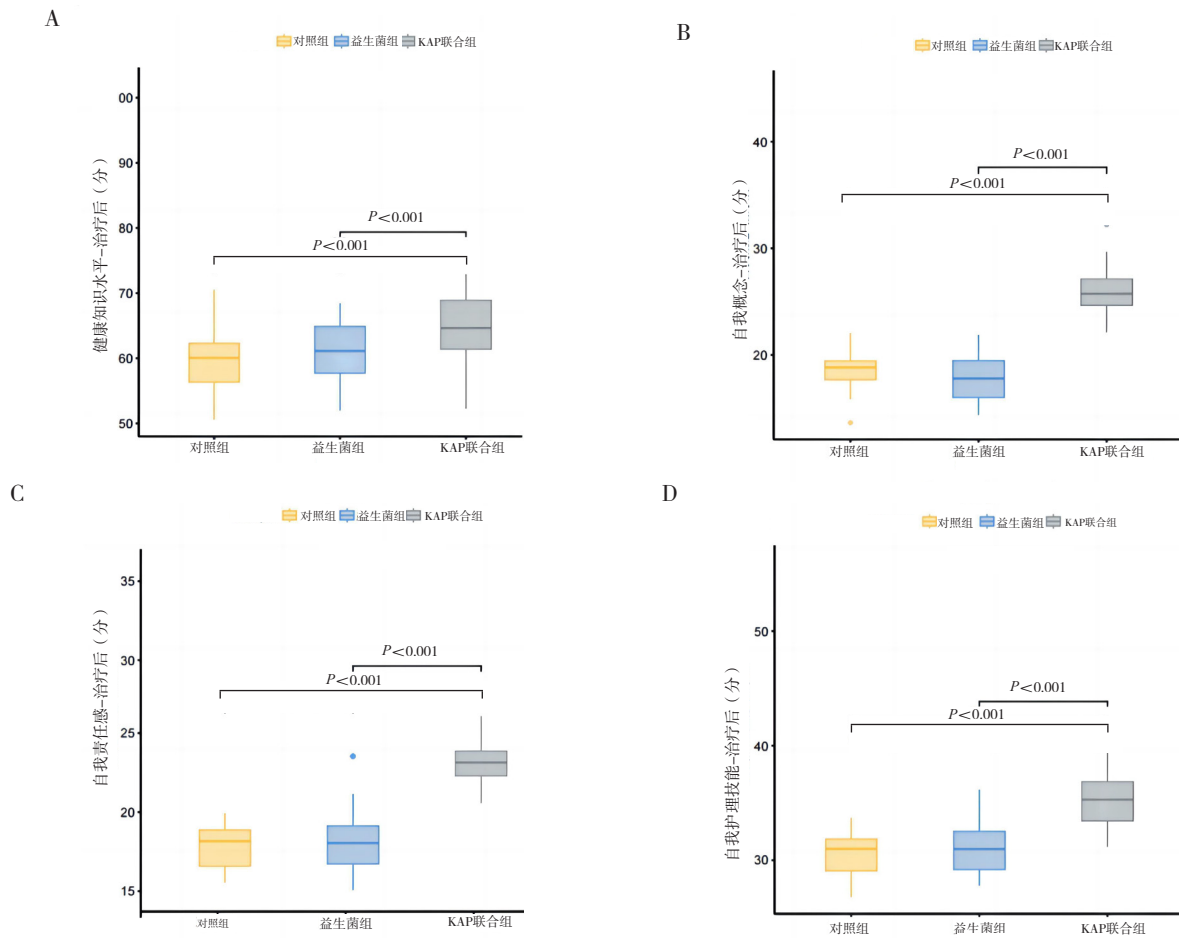 A
对照组 益生菌组 KAP联合组
健康知识水平-治疗后（分）
00
90
80
70
60
50
P<0.001
P<0.001
对照组 益生菌组 KAP联合组
B
对照组 益生菌组 KAP联合组
自我概念-治疗后（分）
40
30
20
P<0.001
P<0.001
对照组 益生菌组 KAP联合组
C
对照组 益生菌组 KAP联合组
自我责任感-治疗后（分）
35
30
25
20
15
P<0.001
P<0.001
对照组 益生菌组 KAP联合组
D
对照组 益生菌组 KAP联合组
自我护理技能-治疗后（分）
50
40
30
P<0.001
P<0.001
对照组 益生菌组 KAP联合组